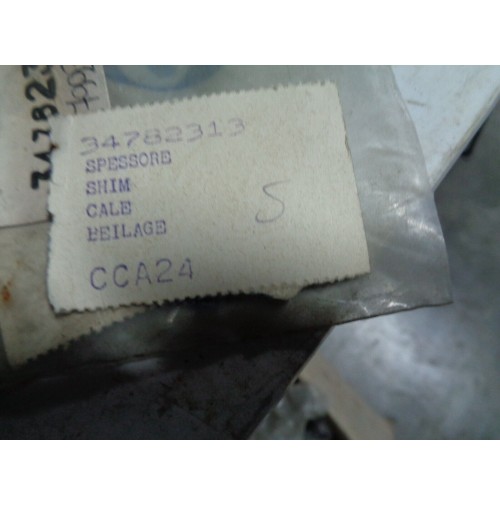 34782313
SPESSORE
SHIM
CALE
BEILAGE
CCA24
S